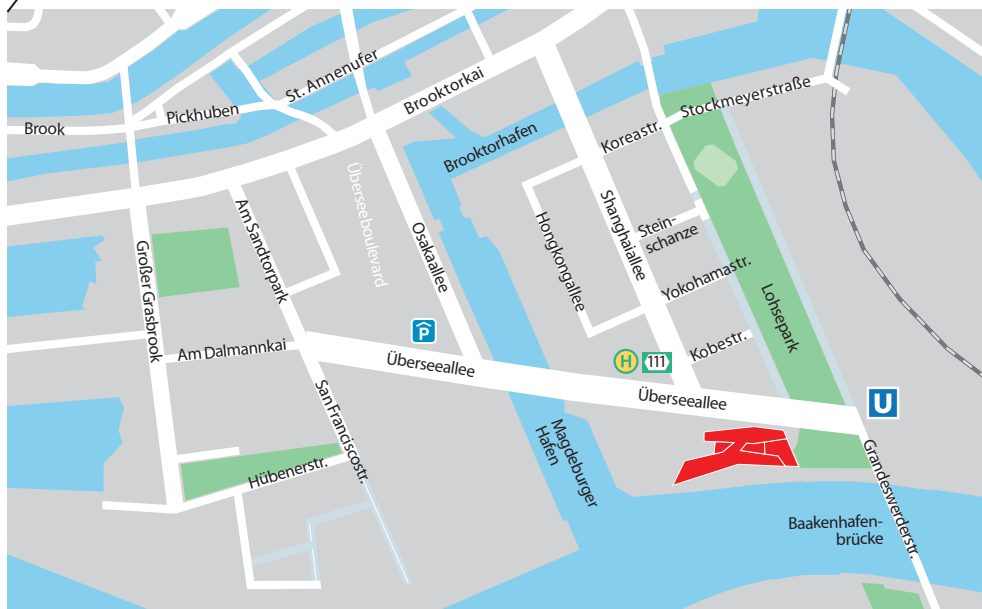 St. Annenufer
Brooktorkai
Pickhuben
Brook
Stockmeyerstraße
Koreastr.
Brooktorhafen
Überseeboulevard
Am Sandtorpark
Osakaallee
Shanghaiallee
Stein-
schanze
Hongkongallee
Großer Grasbrook
Yokohamastr.
Lohsepark
P
Am Dalmannkai
Kobestr.
Überseeallee
H
111
Überseeallee
U
San Franciscostr.
Magdeburger
Hafen
Hübenerstr.
Grandeswerderstr.
Baakenhafen-
brücke